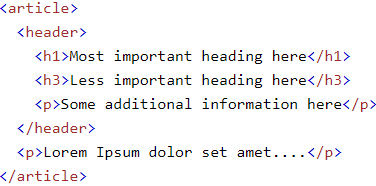 <article>
  <header>
    <h1>Most important heading here</h1>
    <h3>Less important heading here</h3>
    <p>Some additional information here</p>
  </header>
  <p>Lorem Ipsum dolor set amet....</p>
</article>